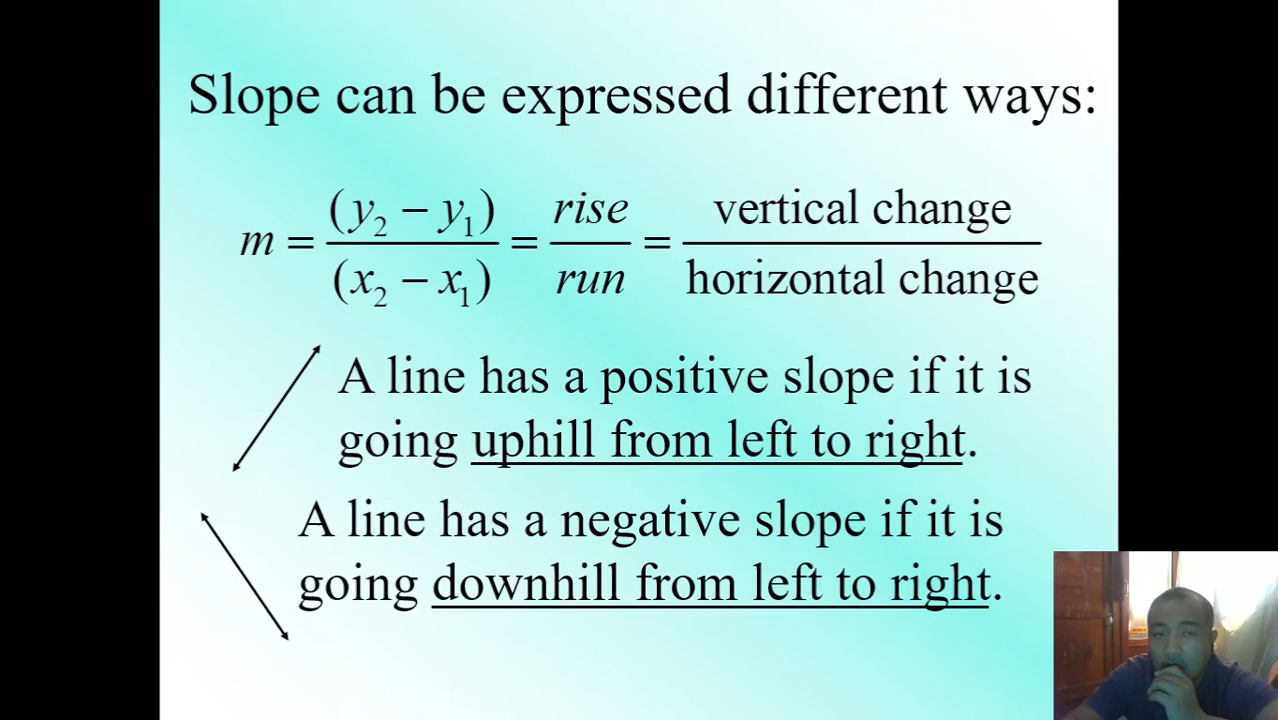 Slope can be expressed different ways:
m = (y₂ − y₁) / (x₂ − x₁) = rise / run = vertical change / horizontal change
A line has a positive slope if it is
going uphill from left to right.
A line has a negative slope if it is
going downhill from left to right.